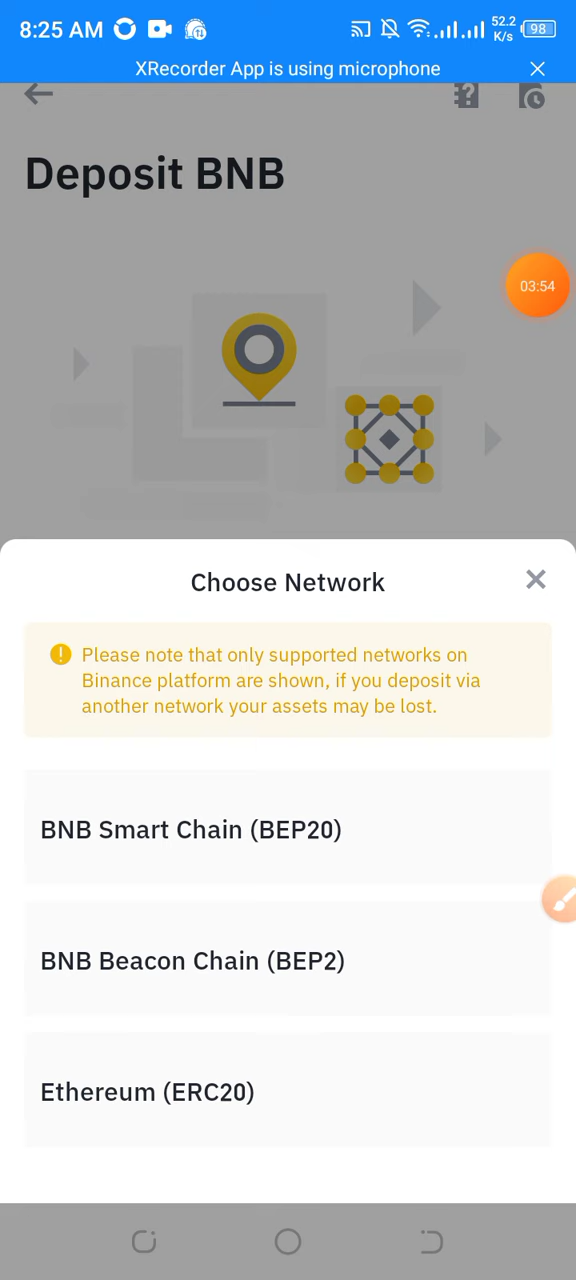 8:25 AM
52.2
K/s
98
XRecorder App is using microphone
Deposit BNB
03:54
Choose Network
Please note that only supported networks on
Binance platform are shown, if you deposit via
another network your assets may be lost.
BNB Smart Chain (BEP20)
BNB Beacon Chain (BEP2)
Ethereum (ERC20)